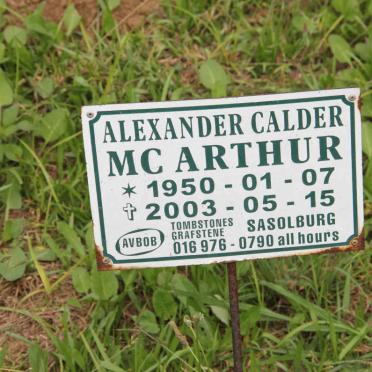 ALEXANDER CALDER
MC ARTHUR
* 1950 - 01 - 07
✝ 2003 - 05 - 15
AVBOB
TOMBSTONES
GRAFSTENE
SASOLBURG
016 976 - 0790 all hours